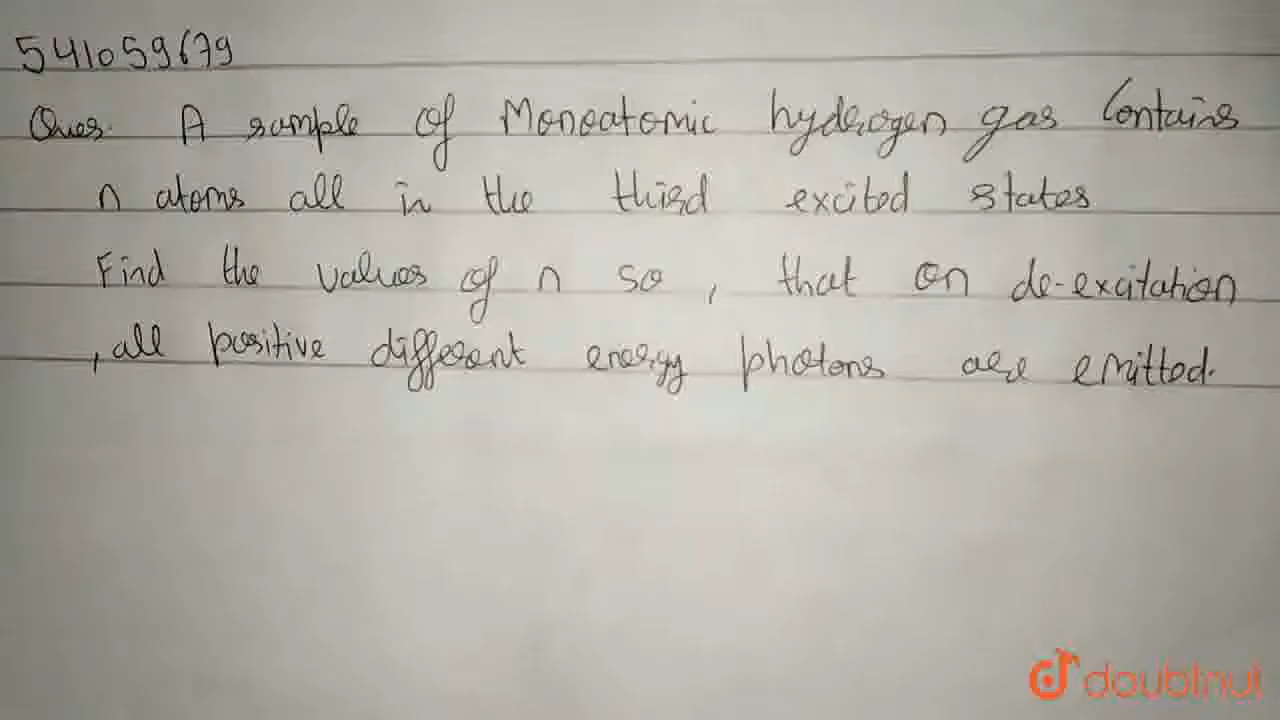 541059679
Ques. A sample of Monoatomic hydrogen gas Contains
n atoms all in the third excited states
Find the values of n so, that on de-excitation
, all positive different energy photons are emitted.
doubtnut